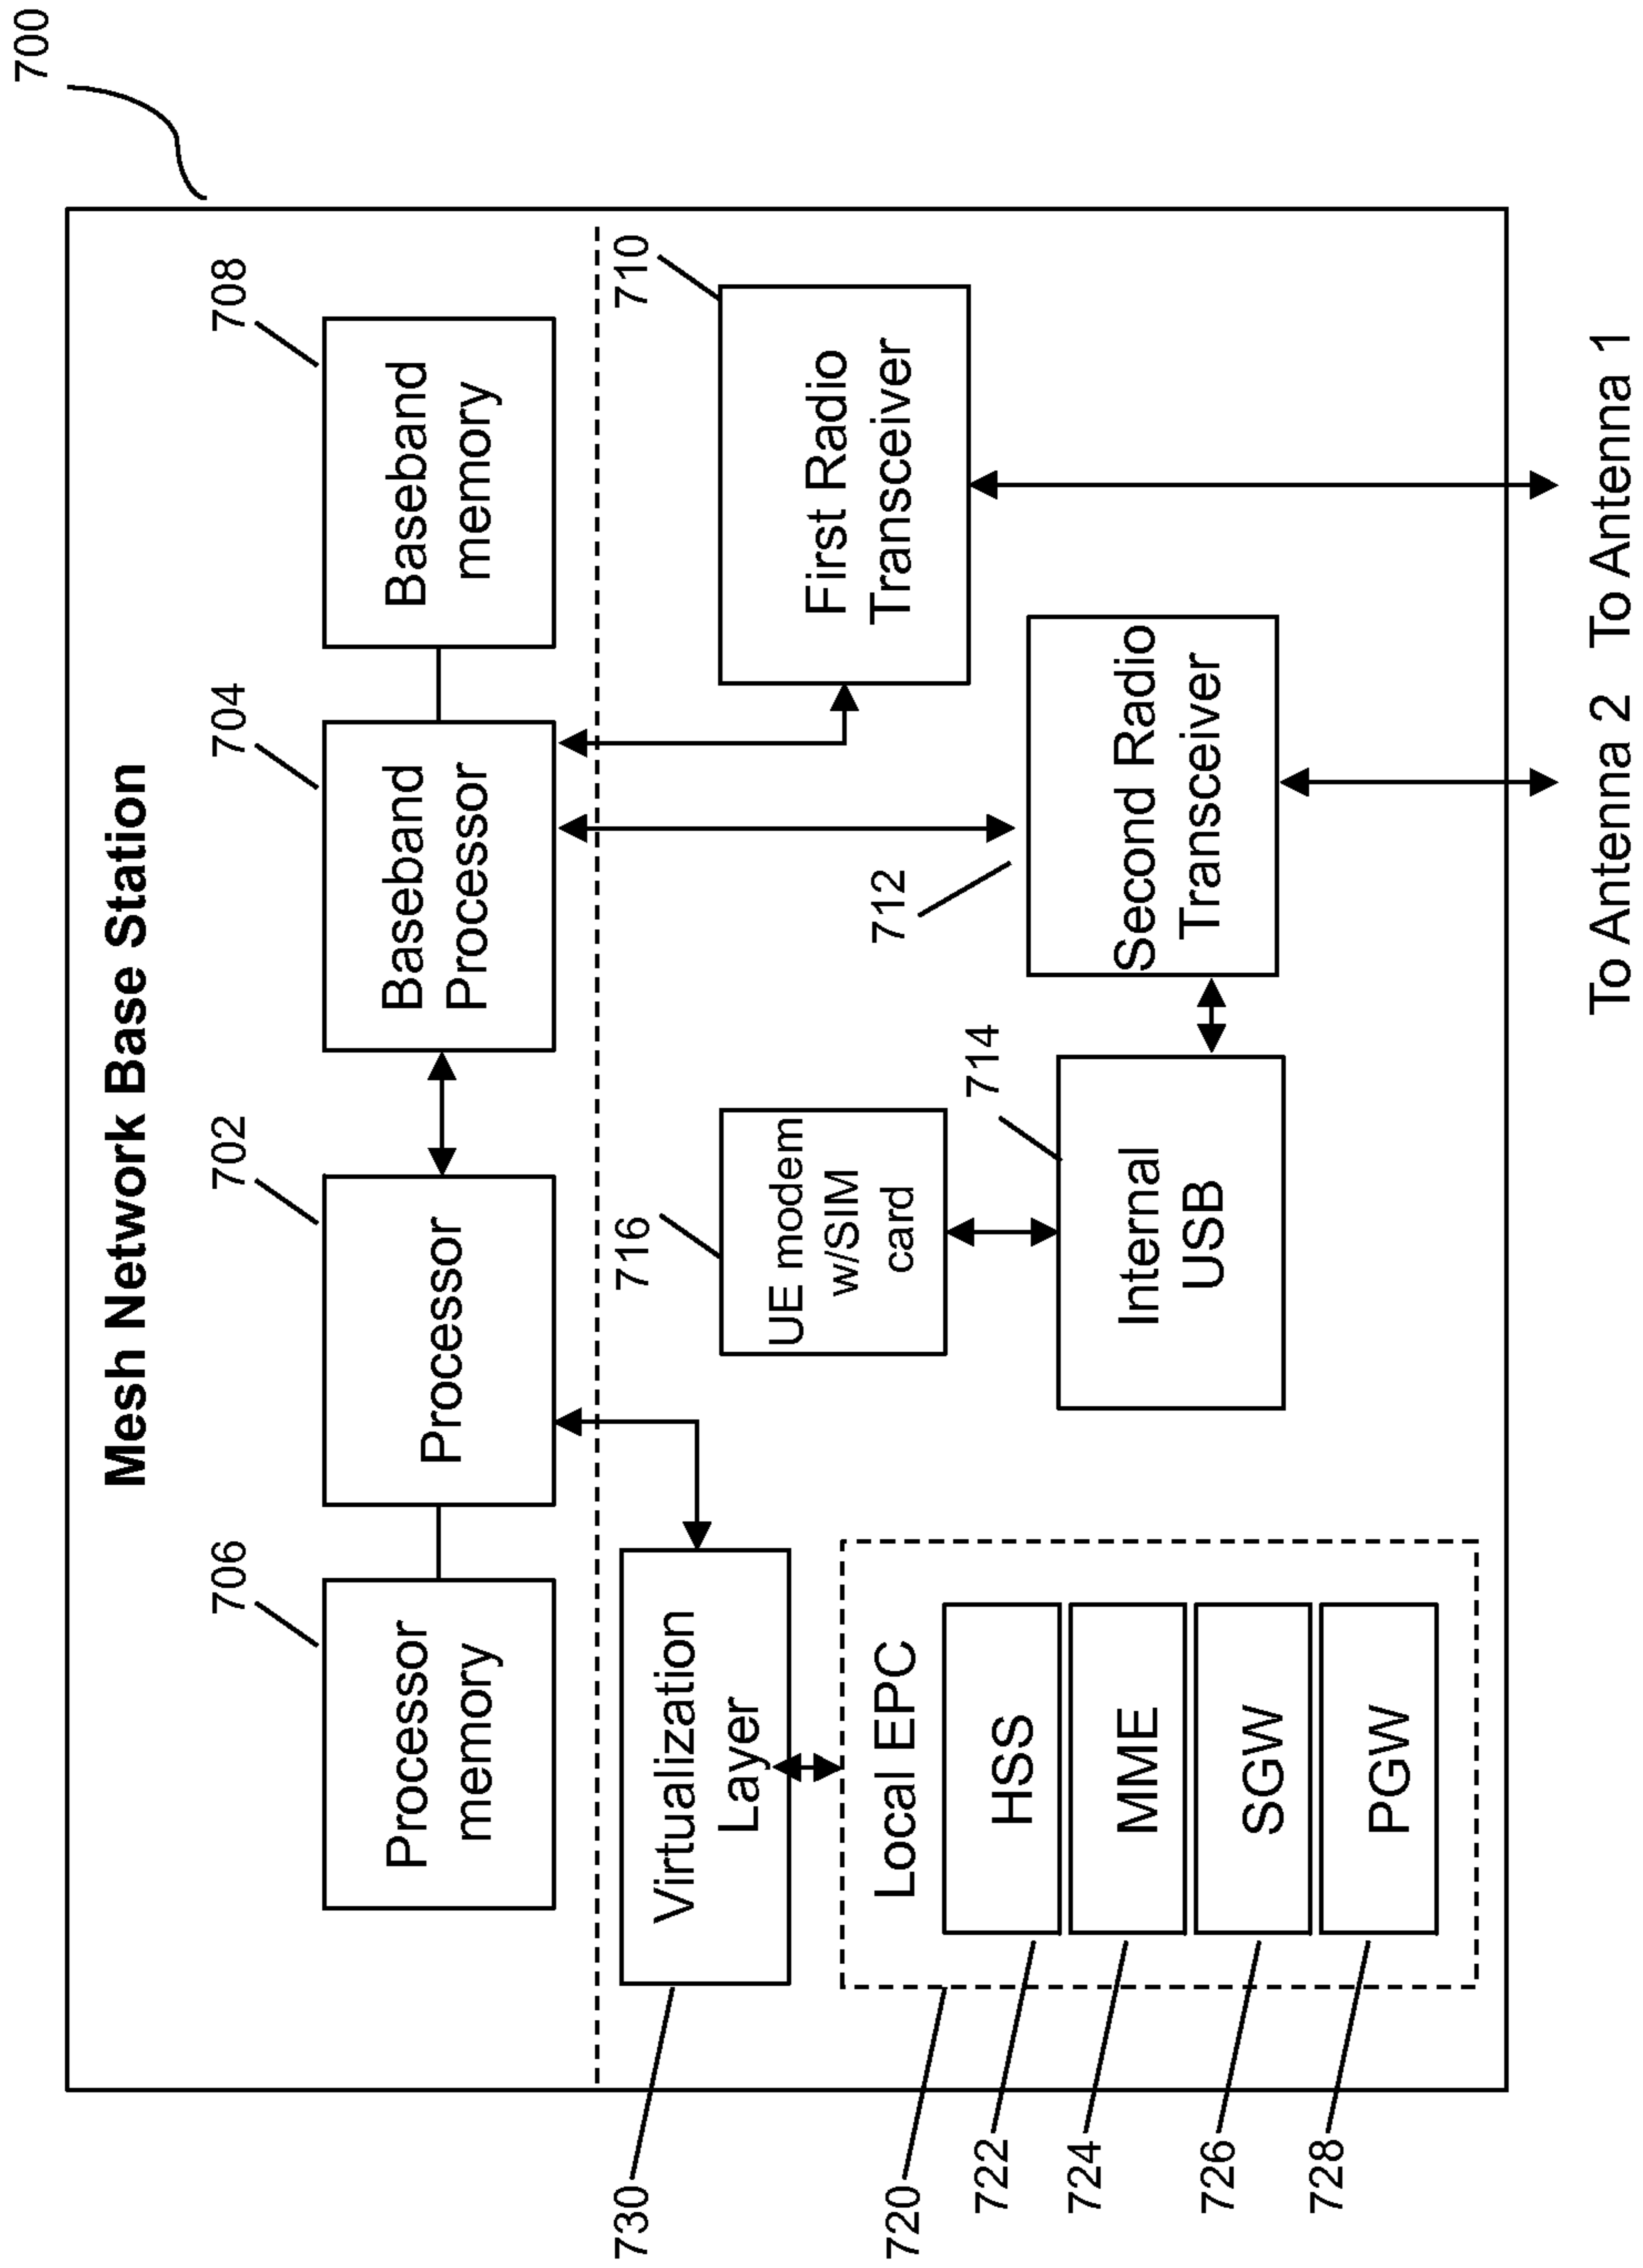 700
Mesh Network Base Station
706
702
704
708
Processor
memory
Processor
Baseband
Processor
Baseband
memory
730
Virtualization
Layer
716
UE modem
w/SIM
card
710
First Radio
Transceiver
720
Local EPC
712
Second Radio
Transceiver
714
Internal
USB
722
HSS
724
MME
726
SGW
728
PGW
To Antenna 2
To Antenna 1